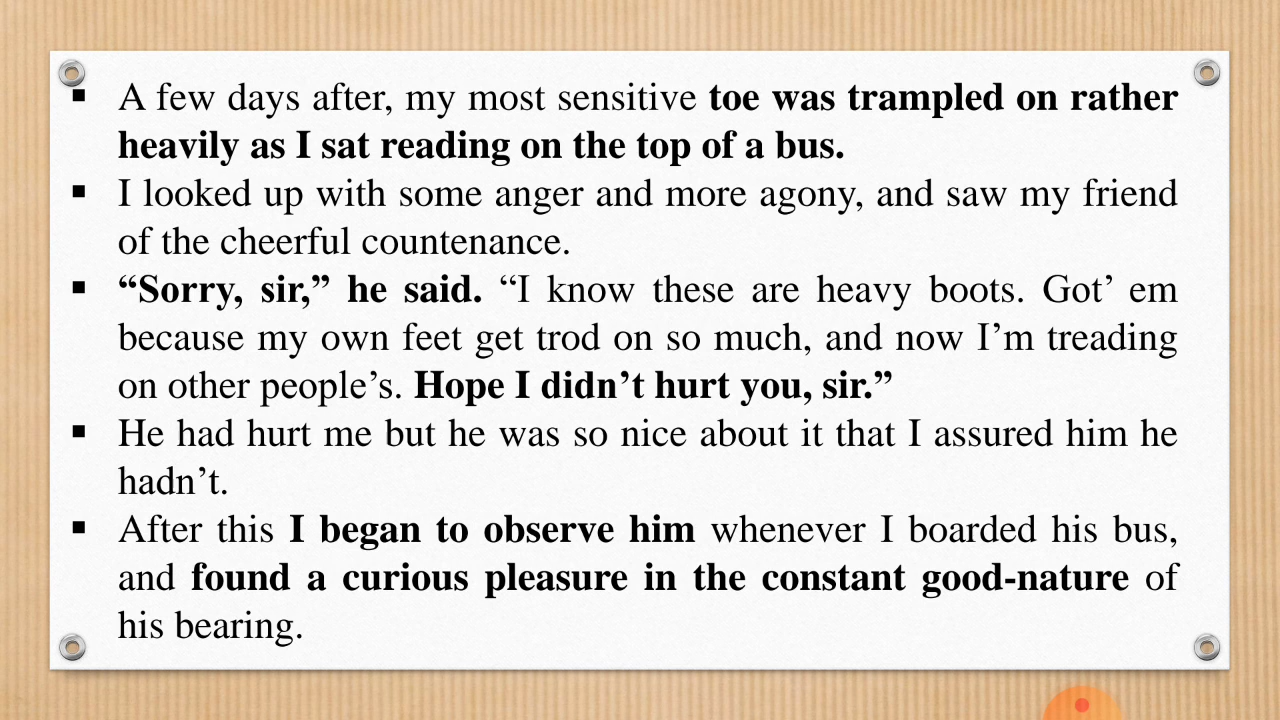 ▪ A few days after, my most sensitive toe was trampled on rather
heavily as I sat reading on the top of a bus.
▪ I looked up with some anger and more agony, and saw my friend
of the cheerful countenance.
▪ “Sorry, sir,” he said. “I know these are heavy boots. Got’ em
because my own feet get trod on so much, and now I’m treading
on other people’s. Hope I didn’t hurt you, sir.”
▪ He had hurt me but he was so nice about it that I assured him he
hadn’t.
▪ After this I began to observe him whenever I boarded his bus,
and found a curious pleasure in the constant good-nature of
his bearing.